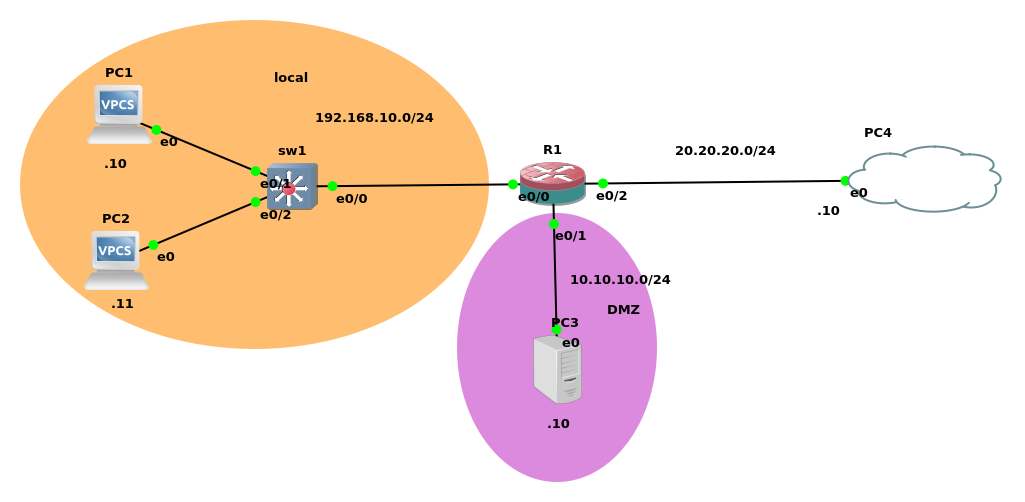 PC1
local
VPCS
192.168.10.0/24
e0
.10
sw1
e0/1
e0/0
e0/2
PC2
VPCS
e0
.11
R1
e0/0
e0/2
20.20.20.0/24
PC4
e0
.10
e0/1
10.10.10.0/24
DMZ
PC3
e0
.10